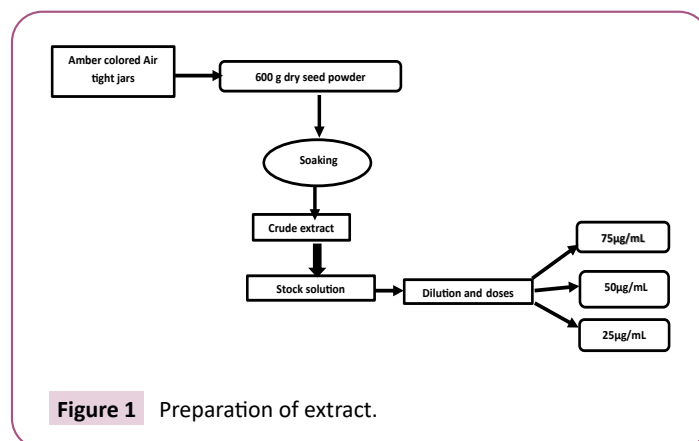 Amber colored Air
tight jars
600 g dry seed powder
Soaking
Crude extract
Stock solution
Dilution and doses
75µg/mL
50µg/mL
25µg/mL
Figure 1 Preparation of extract.